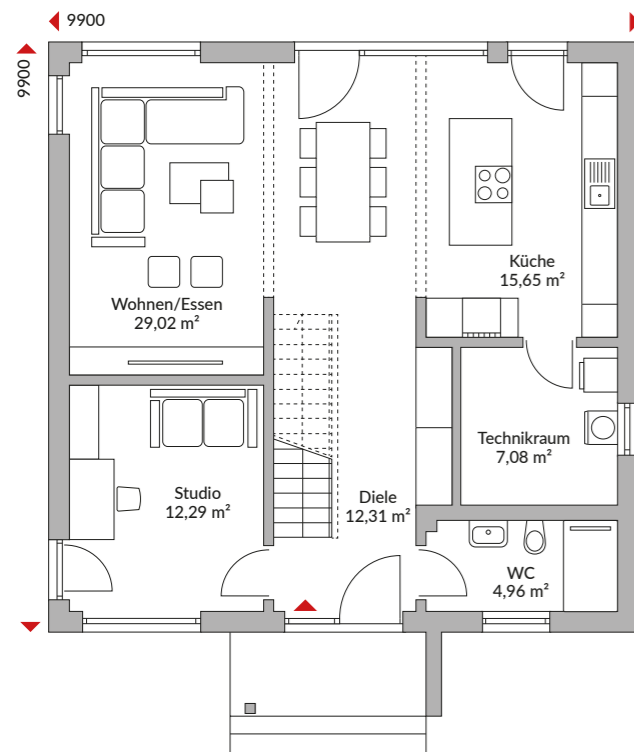 9900
9900
Wohnen/Essen
29,02 m²
Küche
15,65 m²
Technikraum
7,08 m²
Studio
12,29 m²
Diele
12,31 m²
WC
4,96 m²